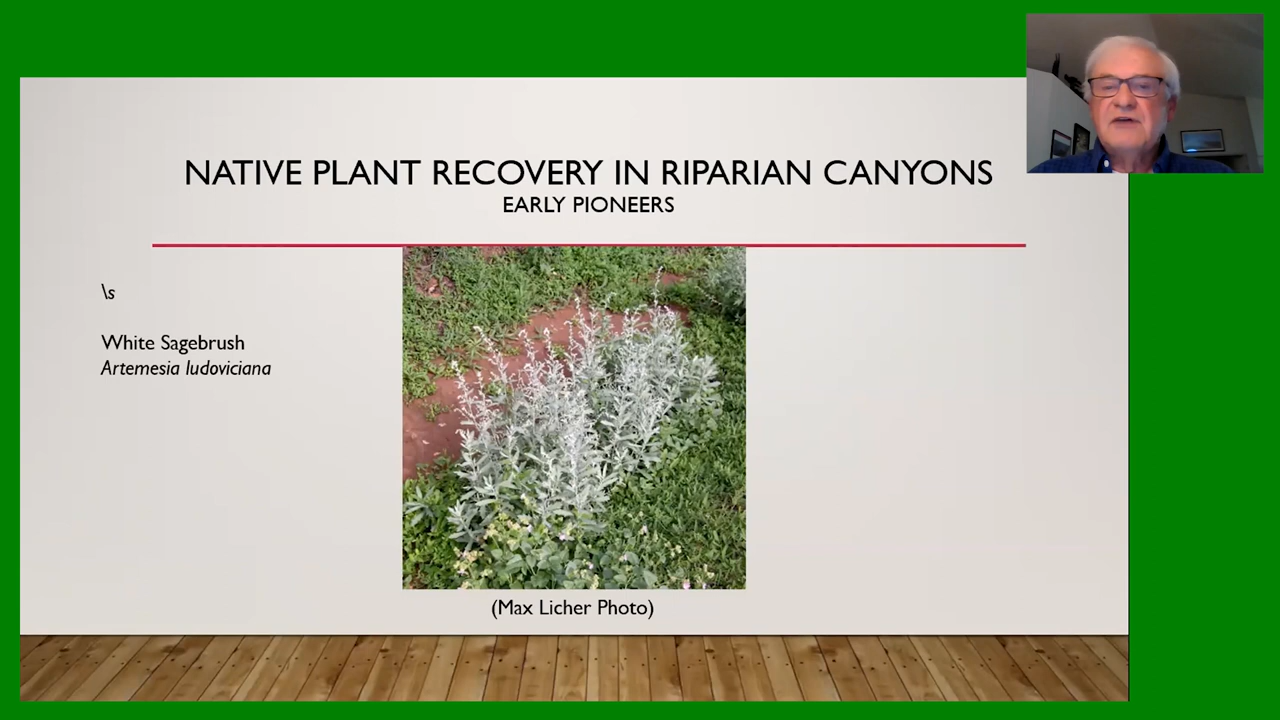 NATIVE PLANT RECOVERY IN RIPARIAN CANYONS
EARLY PIONEERS
\s
White Sagebrush
Artemesia ludoviciana
(Max Licher Photo)